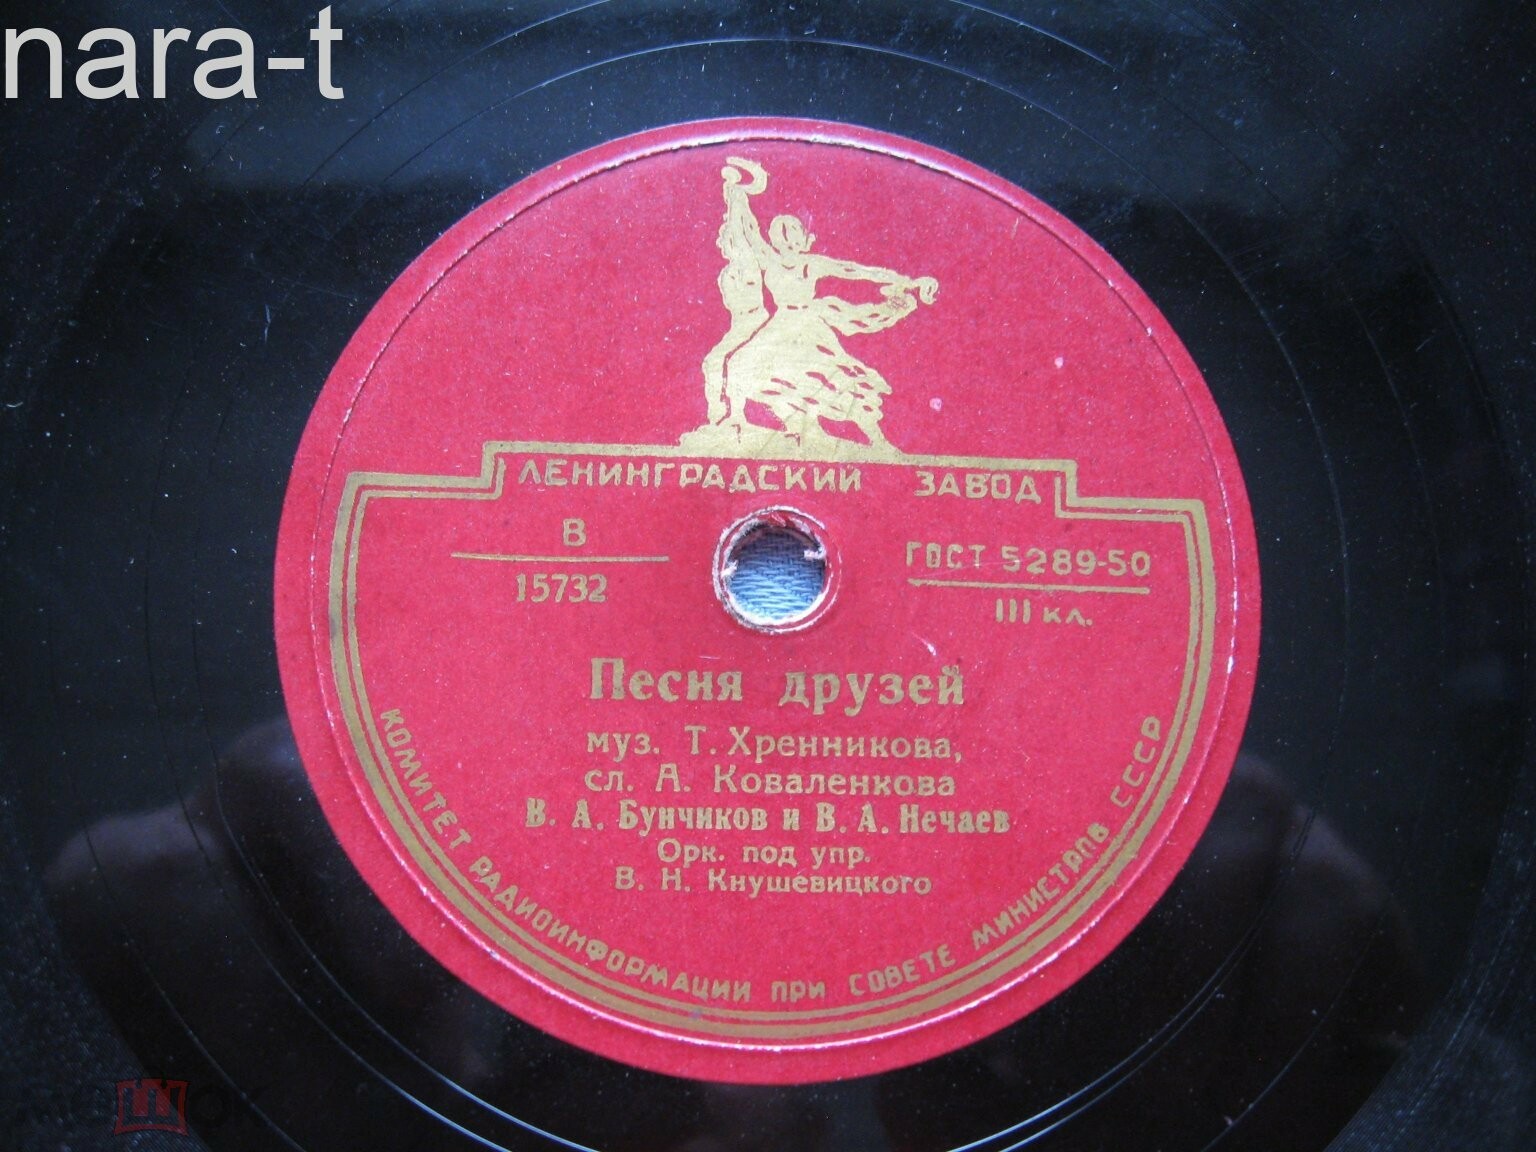 nara-t
ЛЕНИНГРАДСКИЙ ЗАВОД
В
15732
ГОСТ 5289-50
III кл.
Песня друзей
муз. Т. Хренникова,
сл. А. Коваленкова
В. А. Бунчиков и В. А. Нечаев
Орк. под упр.
В. Н. Кнушевицкого
КОМИТЕТ РАДИОИНФОРМАЦИИ ПРИ СОВЕТЕ МИНИСТРОВ СССР
мешок